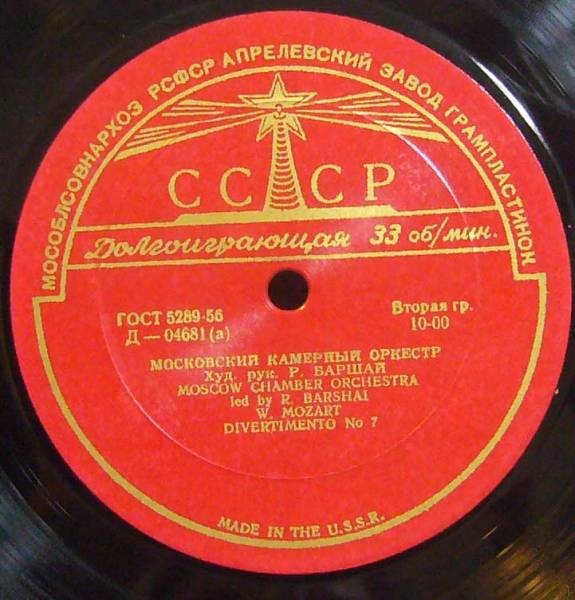 МОСОБЛСОВНАРХОЗ РСФСР АПРЕЛЕВСКИЙ ЗАВОД ГРАМПЛАСТИНОК
СССР
Долгоиграющая 33 об/мин.
ГОСТ 5289-56
Д — 04681 (а)
Вторая гр.
10-00
МОСКОВСКИЙ КАМЕРНЫЙ ОРКЕСТР
Худ. рук. Р. БАРШАЙ
MOSCOW CHAMBER ORCHESTRA
led by R. BARSHAI
W. MOZART
DIVERTIMENTO No 7
MADE IN THE U.S.S.R.